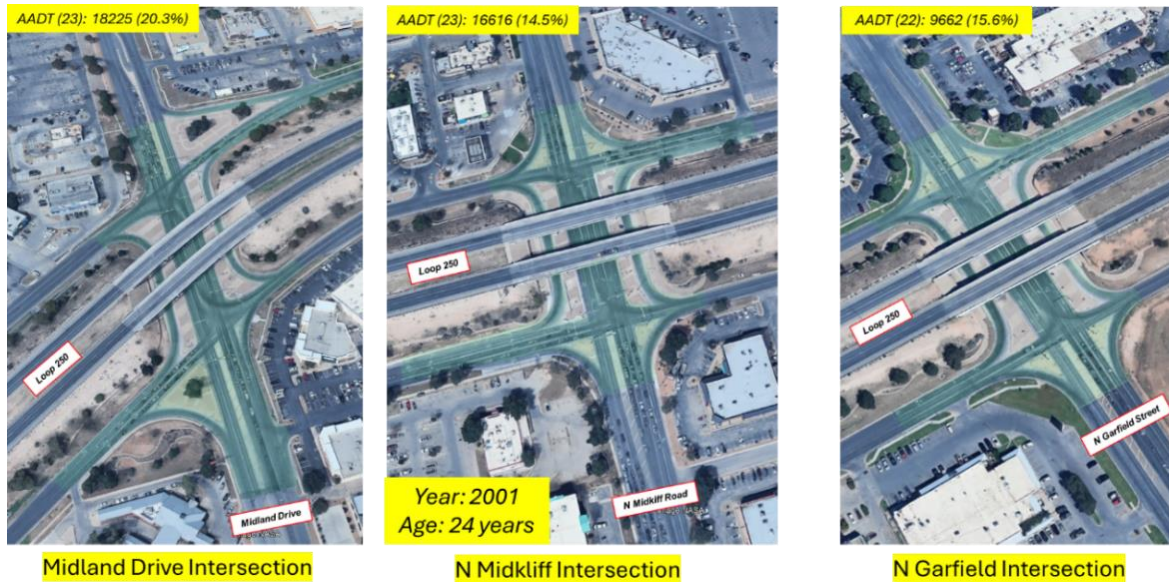 AADT (23): 18225 (20.3%)
AADT (23): 16616 (14.5%)
AADT (22): 9662 (15.6%)
Loop 250
Midland Drive
Loop 250
N Midkiff Road
Year: 2001
Age: 24 years
Loop 250
N Garfield Street
Midland Drive Intersection
N Midkliff Intersection
N Garfield Intersection